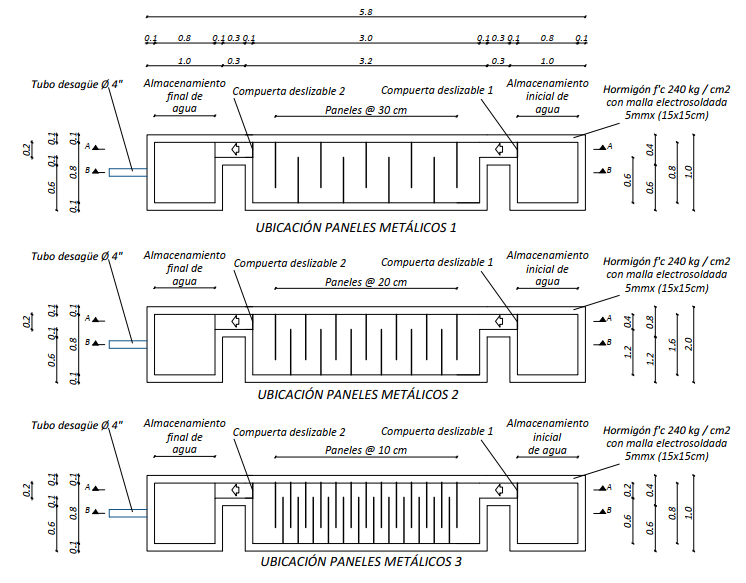 5.8
0.1 0.8 0.1 0.3 0.1 3.0 0.1 0.3 0.1 0.8 0.1
1.0 0.3 3.2 0.3 1.0
Tubo desagüe Ø 4"
Almacenamiento
final de
agua
Compuerta deslizable 2
Paneles @ 30 cm
Compuerta deslizable 1
Almacenamiento
inicial de
agua
Hormigón f'c 240 kg / cm2
con malla electrosoldada
5mmx (15x15cm)
0.2
0.1
0.1
0.6
0.1
0.8
0.1
A
B
A
B
0.6
0.4
0.6
0.8
1.0
UBICACIÓN PANELES METÁLICOS 1
Tubo desagüe Ø 4"
Almacenamiento
final de
agua
Compuerta deslizable 2
Paneles @ 20 cm
Compuerta deslizable 1
Almacenamiento
inicial de
agua
Hormigón f'c 240 kg / cm2
con malla electrosoldada
5mmx (15x15cm)
0.2
0.1
0.1
0.6
0.1
0.8
0.1
A
B
A
B
0.4
1.2
0.8
1.2
1.6
2.0
UBICACIÓN PANELES METÁLICOS 2
Tubo desagüe Ø 4"
Almacenamiento
final de
agua
Compuerta deslizable 2
Paneles @ 10 cm
Compuerta deslizable 1
Almacenamiento
inicial
de agua
Hormigón f'c 240 kg / cm2
con malla electrosoldada
5mmx (15x15cm)
0.2
0.1
0.1
0.6
0.1
0.8
0.1
A
B
A
B
0.2
0.6
0.4
0.6
0.8
1.0
UBICACIÓN PANELES METÁLICOS 3